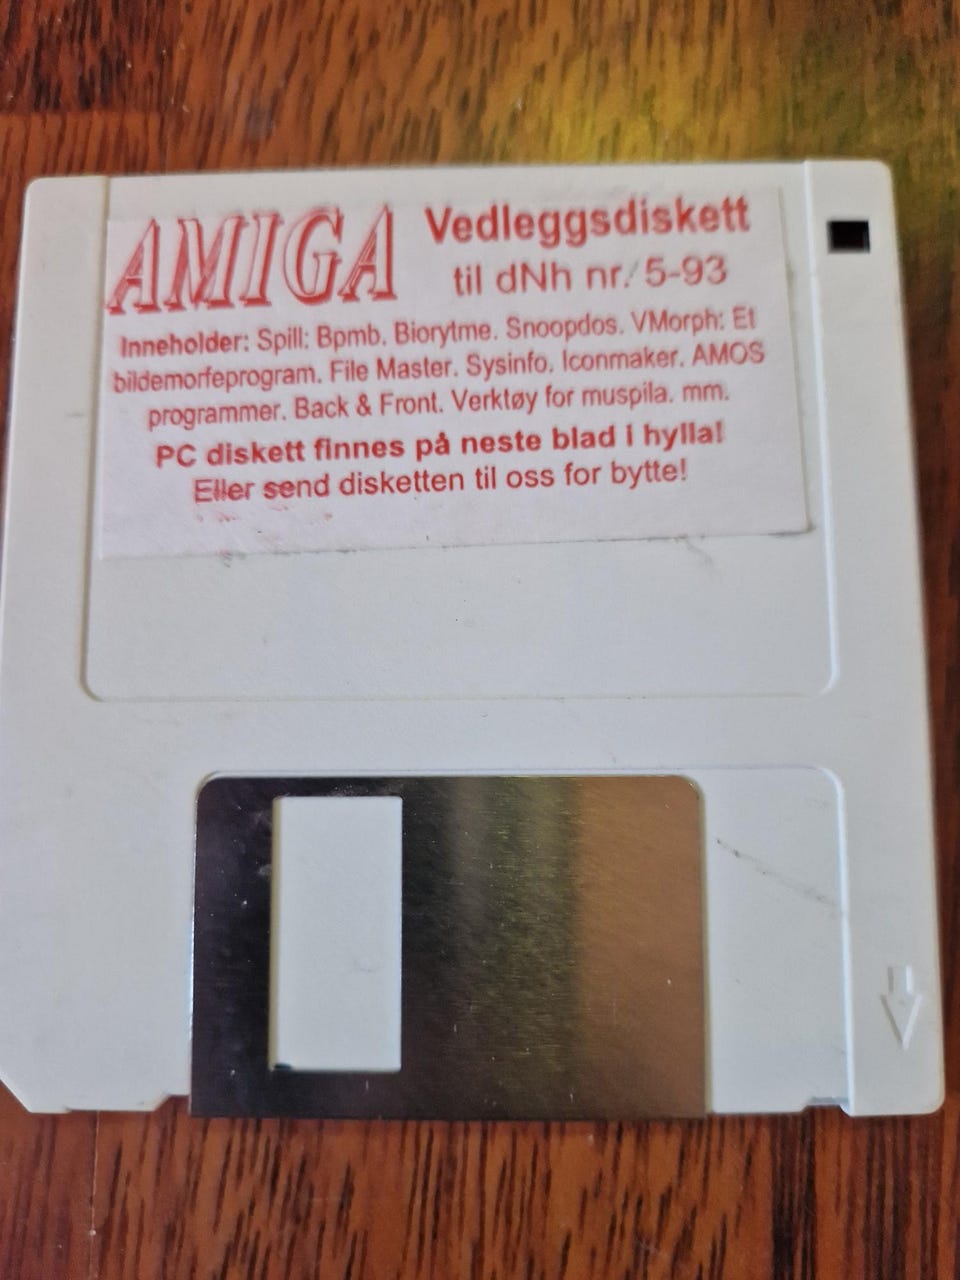 AMIGA Vedleggsdiskett
til dNh nr. 5-93
Inneholder: Spill: Bpmb. Biorytme. Snoopdos. VMorph: Et
bildemorfeprogram. File Master. Sysinfo. Iconmaker. AMOS
programmer. Back & Front. Verktøy for muspila. mm.
PC diskett finnes på neste blad i hylla!
Eller send disketten til oss for bytte!